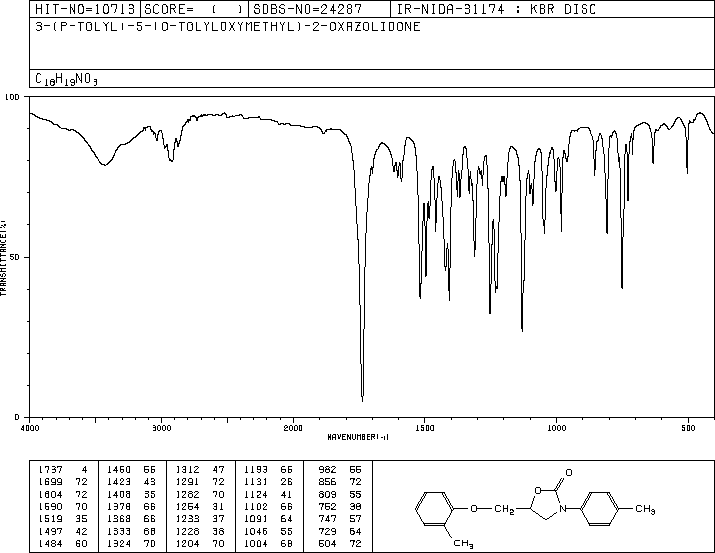 HIT-NO=10713 SCORE= ( ) SDBS-NO=24287 IR-NIDA-31174 : KBR DISC
3-(P-TOLYL)-5-(O-TOLYLOXYMETHYL)-2-OXAZOLIDONE
C18H19NO3
100
TRANSMITTANCE(%)
50
0
4000 3000 2000 1500 1000 500
WAVENUMBER(-1)
1737 4 1460 55 1312 47 1193 66 982 55
1699 72 1423 43 1291 72 1131 26 856 72
1604 72 1408 35 1282 70 1124 41 809 55
1590 70 1378 66 1254 31 1102 66 752 38
1519 35 1368 66 1233 37 1091 64 747 57
1497 42 1333 68 1228 38 1046 55 729 64
1484 60 1324 70 1204 70 1004 68 504 72
O
O
O CH2 N CH3
CH3